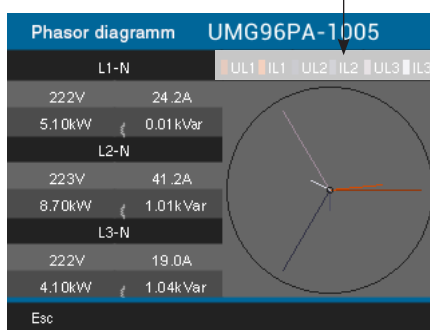 Phasor diagramm UMG96PA-1005
L1-N UL1 IL1 UL2 IL2 UL3 IL3
222V 24.2A
5.10kW 0.01kVar
L2-N
223V 41.2A
8.70kW 1.01kVar
L3-N
222V 19.0A
4.10kW 1.04kVar
Esc